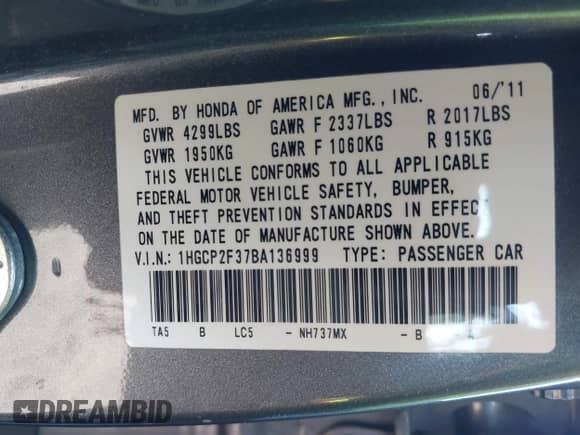 MFD. BY HONDA OF AMERICA MFG., INC. 06/'11
GVWR 4299LBS GAWR F 2337LBS R 2017LBS
GVWR 1950KG GAWR F 1060KG R 915KG
THIS VEHICLE CONFORMS TO ALL APPLICABLE
FEDERAL MOTOR VEHICLE SAFETY, BUMPER,
AND THEFT PREVENTION STANDARDS IN EFFECT
ON THE DATE OF MANUFACTURE SHOWN ABOVE.
V.I.N.: 1HGCP2F37BA136999 TYPE: PASSENGER CAR
TA5 B LC5 - NH737MX - B
DREAMBID